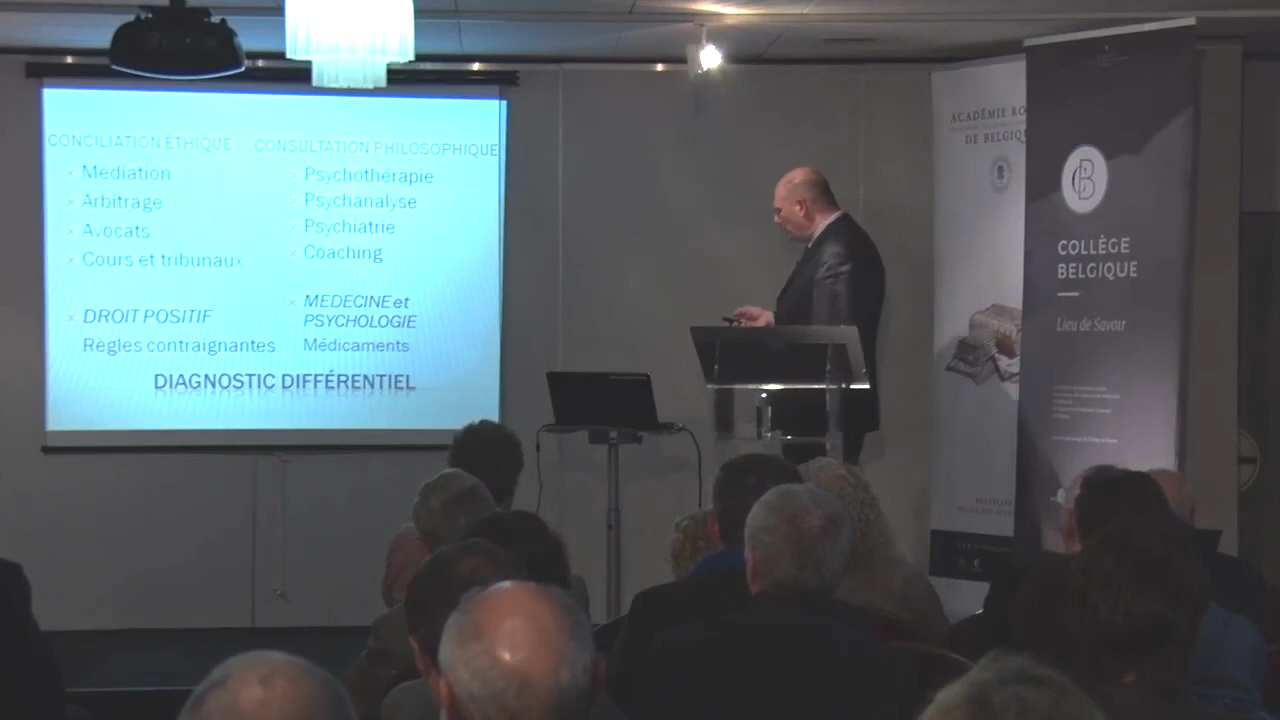 CONCILIATION ÉTHIQUE
× Médiation
× Arbitrage
× Avocats
× Cours et tribunaux
× DROIT POSITIF
Règles contraignantes
CONSULTATION PHILOSOPHIQUE
× Psychothérapie
× Psychanalyse
× Psychiatrie
× Coaching
× MEDECINE et
PSYCHOLOGIE
Médicaments
DIAGNOSTIC DIFFÉRENTIEL
ACADÉMIE RO
DE BELGIQU
CB
COLLÈGE
BELGIQUE
Lieu de Savoir